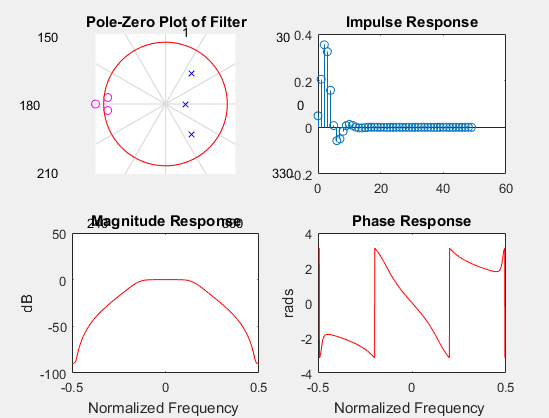 Pole-Zero Plot of Filter
150
1
30
180
0
210
330
240
300
Impulse Response
0.4
0.2
0
-0.2
0 20 40 60
Magnitude Response
50
0
-50
-100
dB
-0.5 0 0.5
Normalized Frequency
Phase Response
4
2
0
-2
-4
rads
-0.5 0 0.5
Normalized Frequency